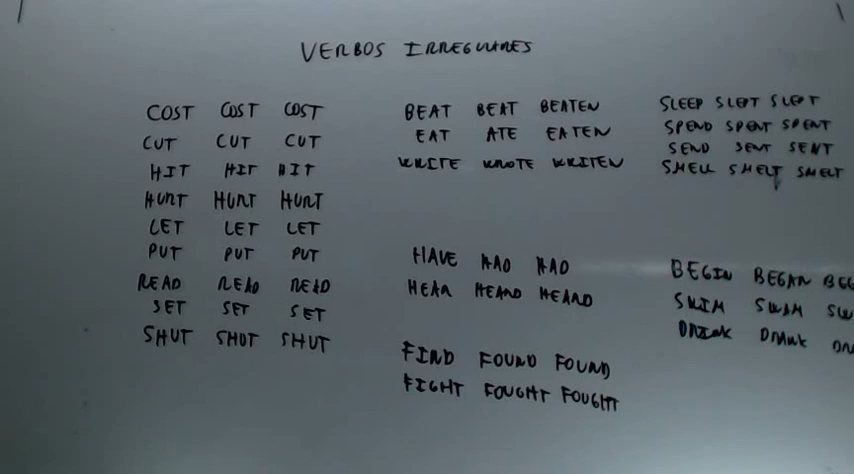 VERBOS IRREGULARES
COST COST COST
CUT CUT CUT
HIT HIT HIT
HURT HURT HURT
LET LET LET
PUT PUT PUT
READ READ READ
SET SET SET
SHUT SHUT SHUT
BEAT BEAT BEATEN
EAT ATE EATEN
WRITE WROTE WRITEN
HAVE HAD HAD
HEAR HEARD HEARD
FIND FOUND FOUND
FIGHT FOUGHT FOUGHT
SLEEP SLEPT SLEPT
SPEND SPENT SPENT
SEND SENT SENT
SMELL SMELT SMELT
BEGIN BEGAN
SWIM SWAM
DRINK DRANK